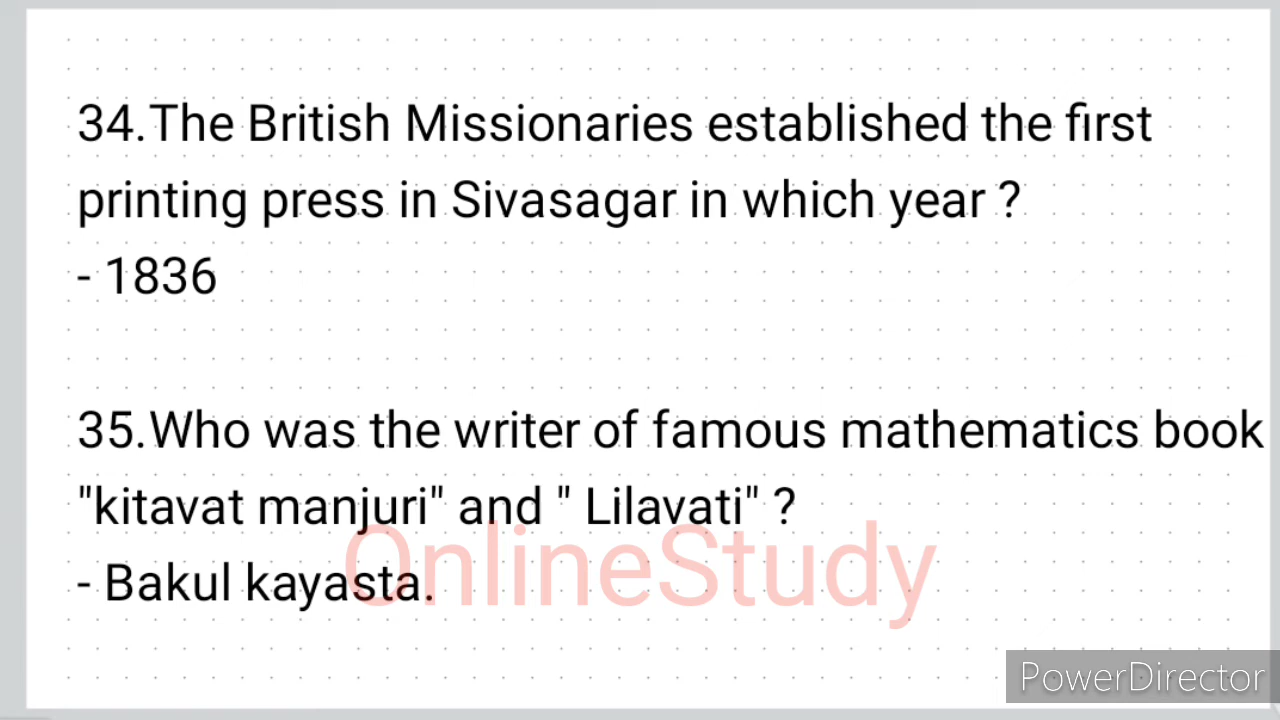 34.The British Missionaries established the first
printing press in Sivasagar in which year ?
- 1836
35.Who was the writer of famous mathematics book
"kitavat manjuri" and " Lilavati" ?
- Bakul kayasta.
OnlineStudy
PowerDirector